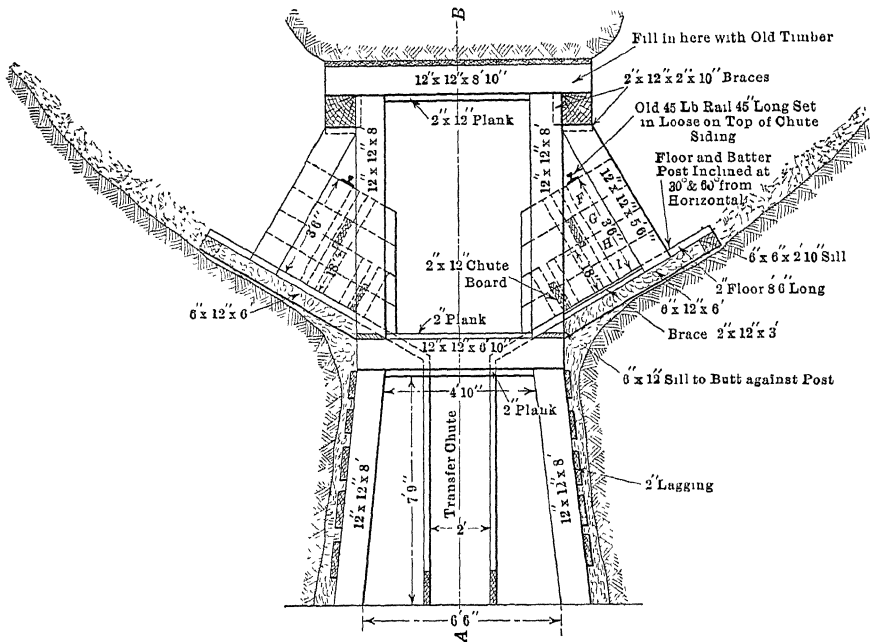 B
Fill in here with Old Timber
12"x 12"x 8'10"
2"x 12"x 2"x 10" Braces
2"x 12" Plank
Old 45 Lb Rail 45" Long Set
in Loose on Top of Chute
Siding
12"x 12"x 8'
12"x 12"x 8'
Floor and Batter
Post Inclined at
30°& 60° from
Horizontal
12"x 12"x 5'6"
3'6"
F
G
3'6"
H
I
18"
18"
2"x 12" Chute
Board
6"x 6"x 2'10" Sill
2" Floor 8'6" Long
6"x 12"x 6'
6"x 12"x 6'
2" Plank
Brace 2"x 12"x 3'
12"x 12"x 6'10"
6"x 12" Sill to Butt against Post
4'10"
2" Plank
Transfer Chute
7'9"
12"x 12"x 8'
12"x 12"x 8'
2" Lagging
2'
6'6"
A